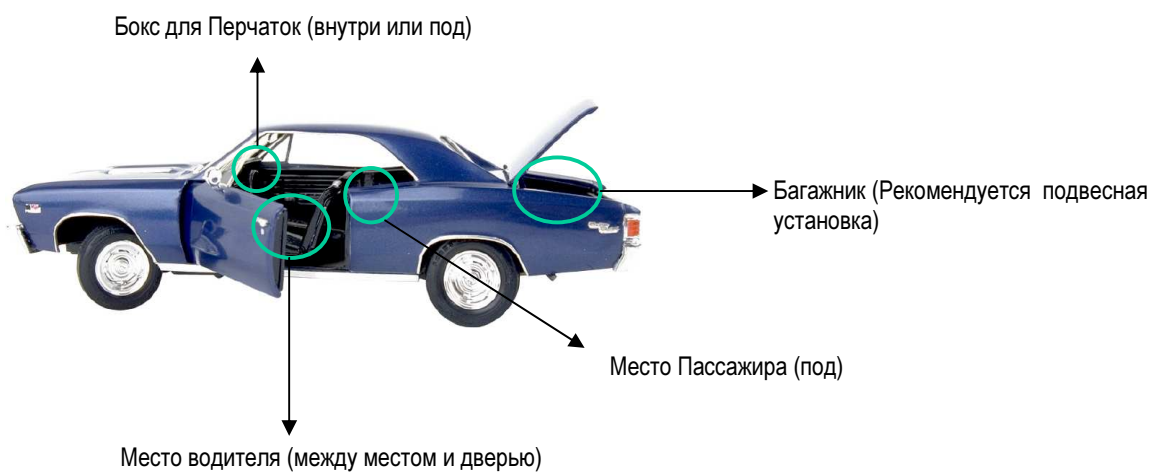 Бокс для Перчаток (внутри или под)
Багажник (Рекомендуется подвесная
установка)
Место Пассажира (под)
Место водителя (между местом и дверью)